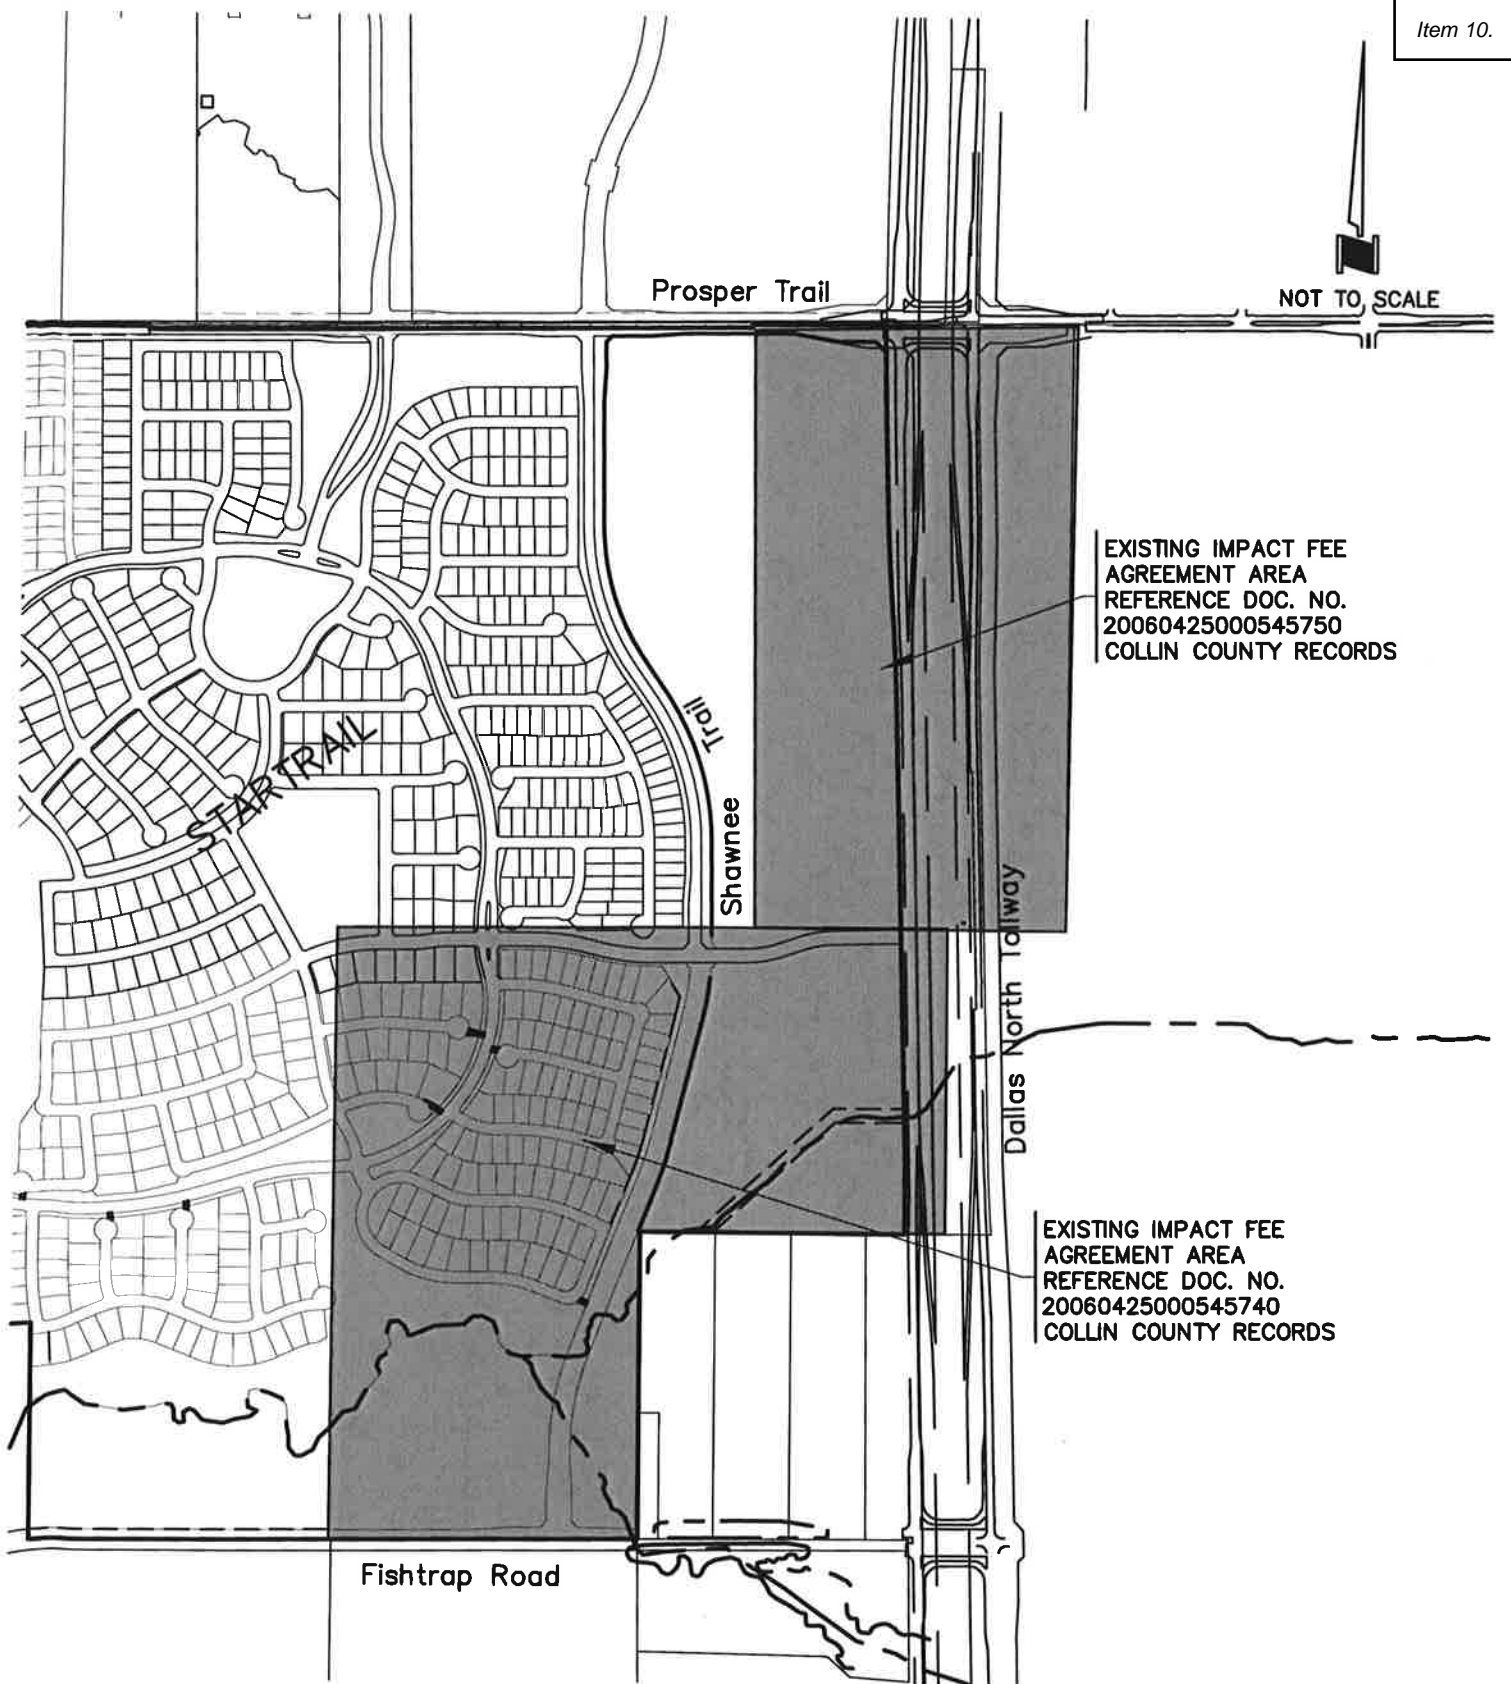 Item 10.
Prosper Trail
NOT TO SCALE
EXISTING IMPACT FEE
AGREEMENT AREA
REFERENCE DOC. NO.
20060425000545750
COLLIN COUNTY RECORDS
Shawnee Trail
STARTRAIL
Dallas North Tollway
EXISTING IMPACT FEE
AGREEMENT AREA
REFERENCE DOC. NO.
20060425000545740
COLLIN COUNTY RECORDS
Fishtrap Road